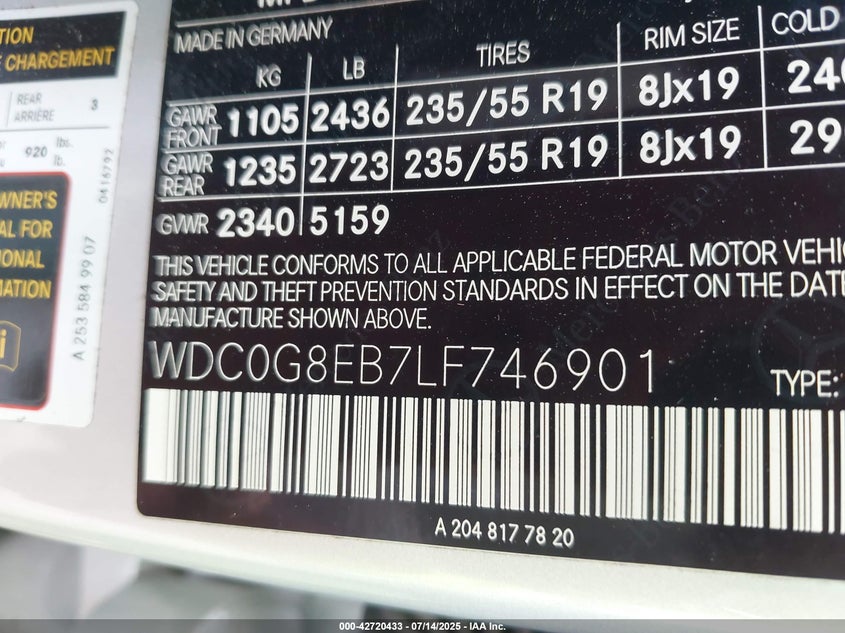 TION
CHARGEMENT
REAR
ARRIÈRE 3
920 lbs.
lb.
0416792
WNER'S
AL FOR
IONAL
MATION
i
A 253 584 99 07
MADE IN GERMANY
KG LB TIRES RIM SIZE COLD
GAWR FRONT 1105 2436 235/55 R19 8Jx19 240
GAWR REAR 1235 2723 235/55 R19 8Jx19 290
GVWR 2340 5159
THIS VEHICLE CONFORMS TO ALL APPLICABLE FEDERAL MOTOR VEHIC
SAFETY AND THEFT PREVENTION STANDARDS IN EFFECT ON THE DATE
MANUFACTURE SHOWN ABOVE.
WDC0G8EB7LF746901
TYPE:
A 204 817 78 20
000-42720433 - 07/14/2025 - IAA Inc.